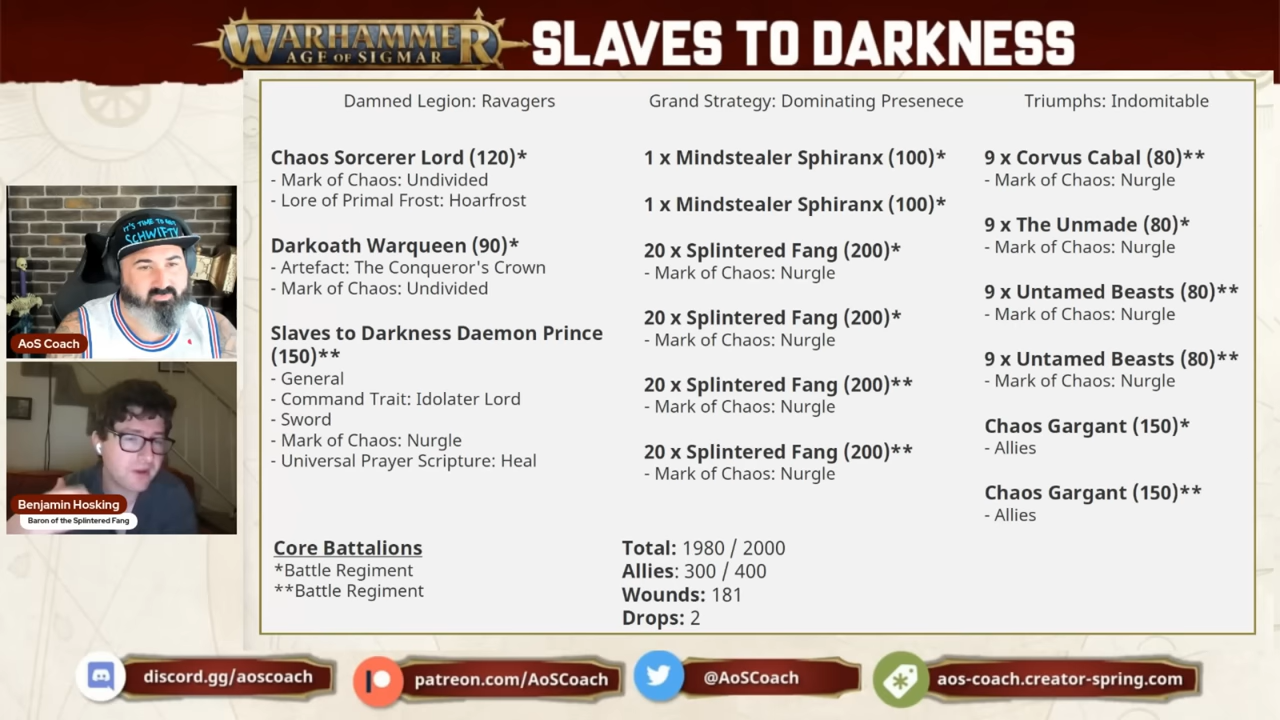 WARHAMMER
AGE OF SIGMAR
SLAVES TO DARKNESS
Damned Legion: Ravagers
Grand Strategy: Dominating Presenece
Triumphs: Indomitable
Chaos Sorcerer Lord (120)*
- Mark of Chaos: Undivided
- Lore of Primal Frost: Hoarfrost
Darkoath Warqueen (90)*
- Artefact: The Conqueror's Crown
- Mark of Chaos: Undivided
Slaves to Darkness Daemon Prince
(150)**
- General
- Command Trait: Idolater Lord
- Sword
- Mark of Chaos: Nurgle
- Universal Prayer Scripture: Heal
1 x Mindstealer Sphiranx (100)*
1 x Mindstealer Sphiranx (100)*
20 x Splintered Fang (200)*
- Mark of Chaos: Nurgle
20 x Splintered Fang (200)*
- Mark of Chaos: Nurgle
20 x Splintered Fang (200)**
- Mark of Chaos: Nurgle
20 x Splintered Fang (200)**
- Mark of Chaos: Nurgle
9 x Corvus Cabal (80)**
- Mark of Chaos: Nurgle
9 x The Unmade (80)*
- Mark of Chaos: Nurgle
9 x Untamed Beasts (80)**
- Mark of Chaos: Nurgle
9 x Untamed Beasts (80)**
- Mark of Chaos: Nurgle
Chaos Gargant (150)*
- Allies
Chaos Gargant (150)**
- Allies
Core Battalions
*Battle Regiment
**Battle Regiment
Total: 1980 / 2000
Allies: 300 / 400
Wounds: 181
Drops: 2
IT'S TIME TO GET
SCHWIFTY
AoS Coach
Benjamin Hosking
Baron of the Splintered Fang
discord.gg/aoscoach
patreon.com/AoSCoach
@AoSCoach
aos-coach.creator-spring.com